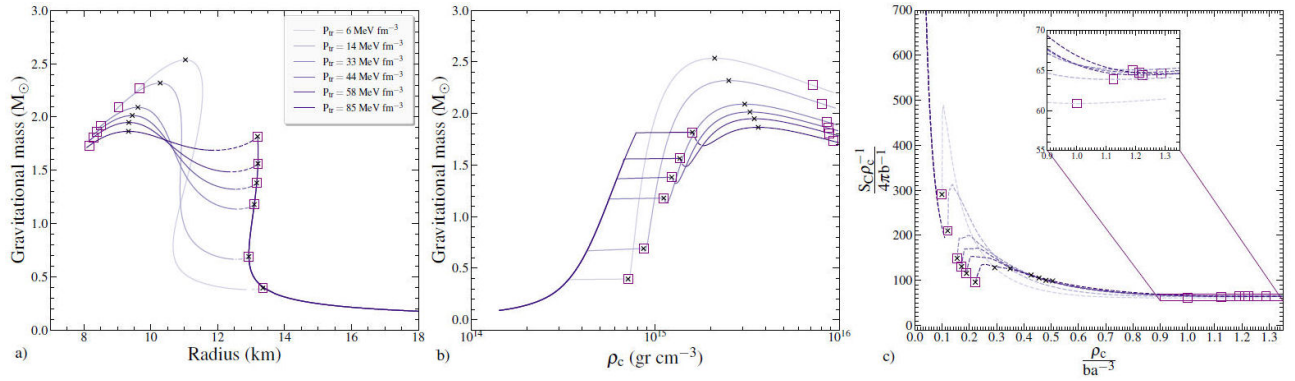 Gravitational mass (M⊙)
3.0
2.5
2.0
1.5
1.0
0.5
0.0
6 8 10 12 14 16 18
Radius (km)
a)
P_tr = 6 MeV fm⁻³
P_tr = 14 MeV fm⁻³
P_tr = 33 MeV fm⁻³
P_tr = 44 MeV fm⁻³
P_tr = 58 MeV fm⁻³
P_tr = 85 MeV fm⁻³
Gravitational mass (M⊙)
3.0
2.5
2.0
1.5
1.0
0.5
0.0
10¹⁴ 10¹⁵ 10¹⁶
ρ_c (gr cm⁻³)
b)
S_Cρ_c⁻¹
4πb⁻¹
700
600
500
400
300
200
100
0
0.0 0.1 0.2 0.3 0.4 0.5 0.6 0.7 0.8 0.9 1.0 1.1 1.2 1.3
ρ_c
ba⁻³
c)
70
65
60
55
0.9 1.0 1.1 1.2 1.3